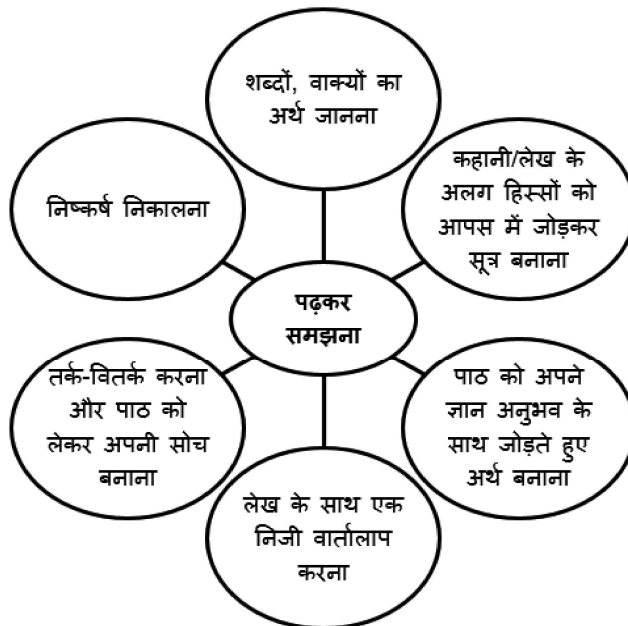 शब्दों, वाक्यों का
अर्थ जानना
कहानी/लेख के
अलग हिस्सों को
आपस में जोड़कर
सूत्र बनाना
निष्कर्ष निकालना
पढ़कर
समझना
तर्क-वितर्क करना
और पाठ को
लेकर अपनी सोच
बनाना
पाठ को अपने
ज्ञान अनुभव के
साथ जोड़ते हुए
अर्थ बनाना
लेख के साथ एक
निजी वार्तालाप
करना